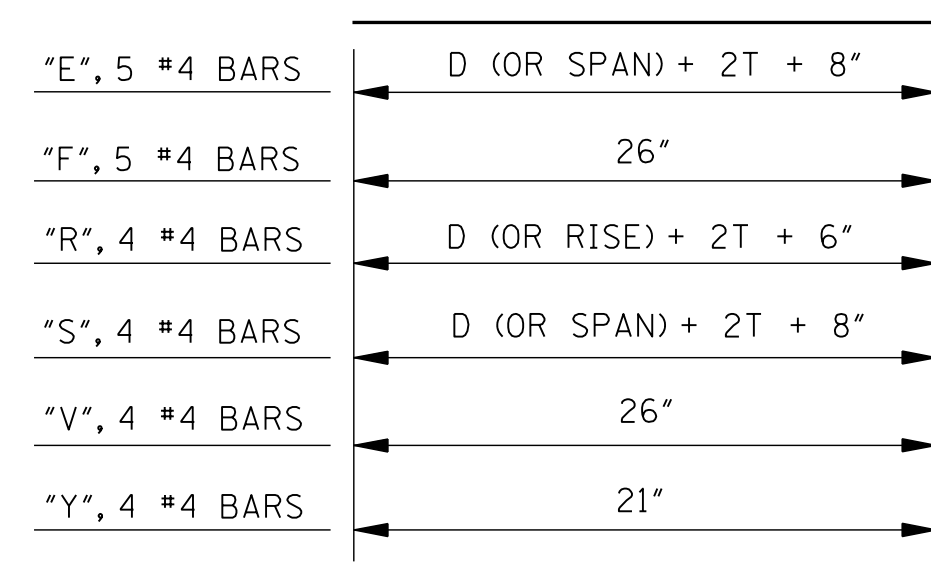 "E", 5 #4 BARS D (OR SPAN) + 2T + 8"
"F", 5 #4 BARS 26"
"R", 4 #4 BARS D (OR RISE) + 2T + 6"
"S", 4 #4 BARS D (OR SPAN) + 2T + 8"
"V", 4 #4 BARS 26"
"Y", 4 #4 BARS 21"